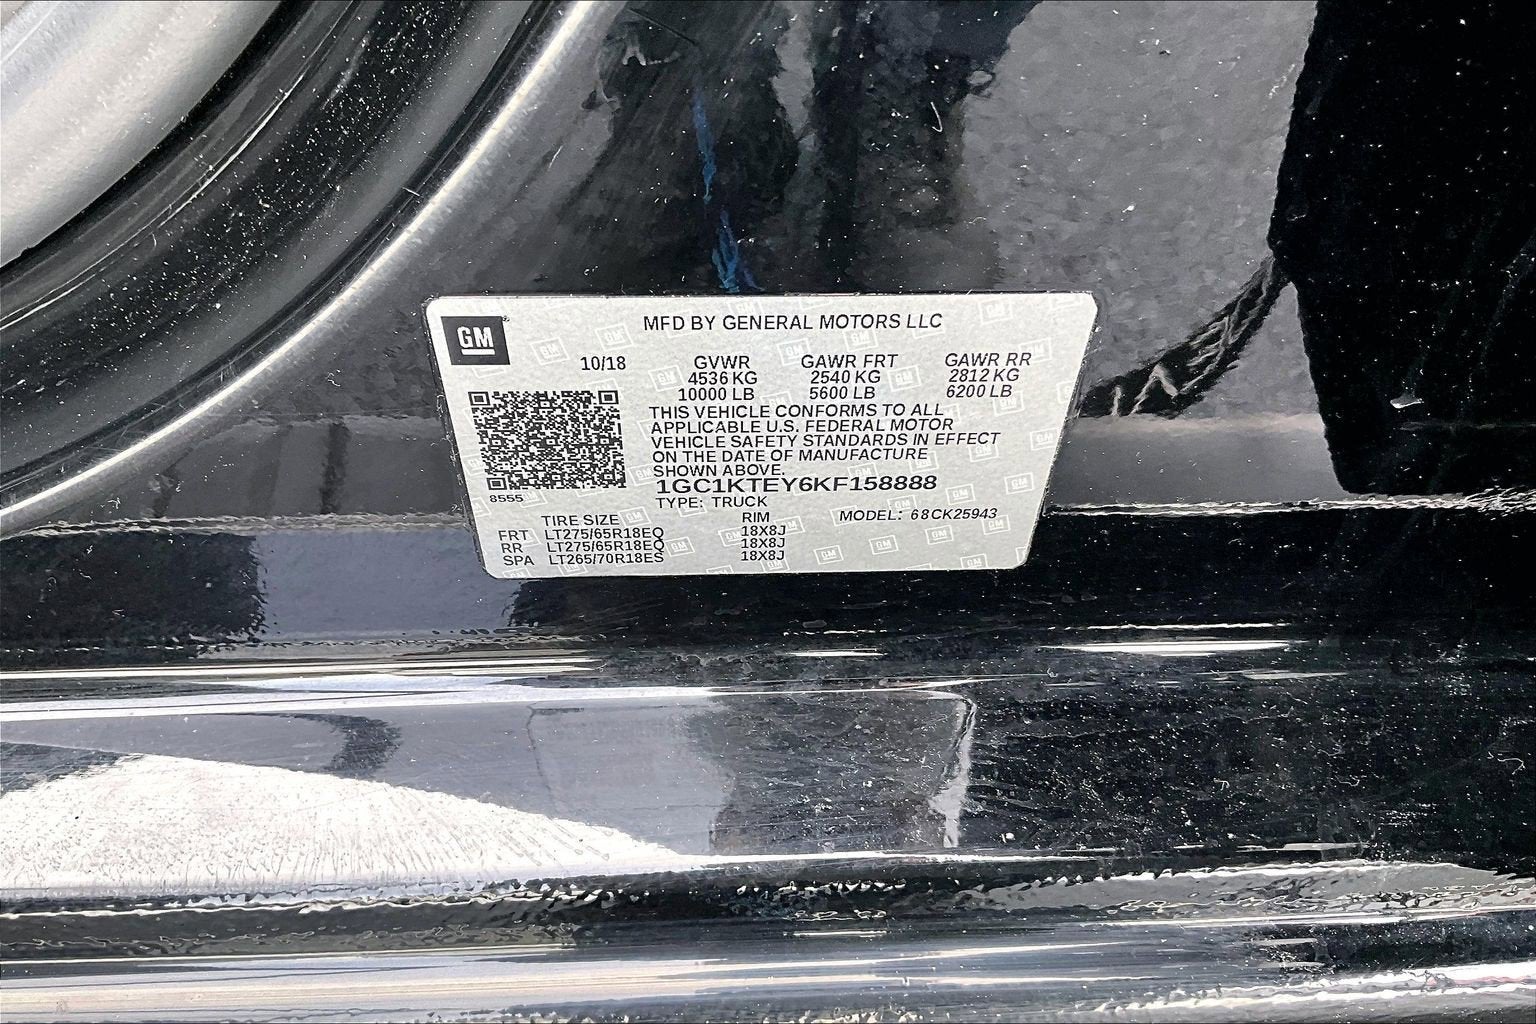 GM
MFD BY GENERAL MOTORS LLC
10/18 GVWR GAWR FRT GAWR RR
4536 KG 2540 KG 2812 KG
10000 LB 5600 LB 6200 LB
THIS VEHICLE CONFORMS TO ALL
APPLICABLE U.S. FEDERAL MOTOR
VEHICLE SAFETY STANDARDS IN EFFECT
ON THE DATE OF MANUFACTURE
SHOWN ABOVE.
1GC1KTEY6KF158888
8555
TYPE: TRUCK
TIRE SIZE RIM MODEL: 68CK25943
FRT LT275/65R18EQ 18X8J
RR LT275/65R18EQ 18X8J
SPA LT265/70R18ES 18X8J